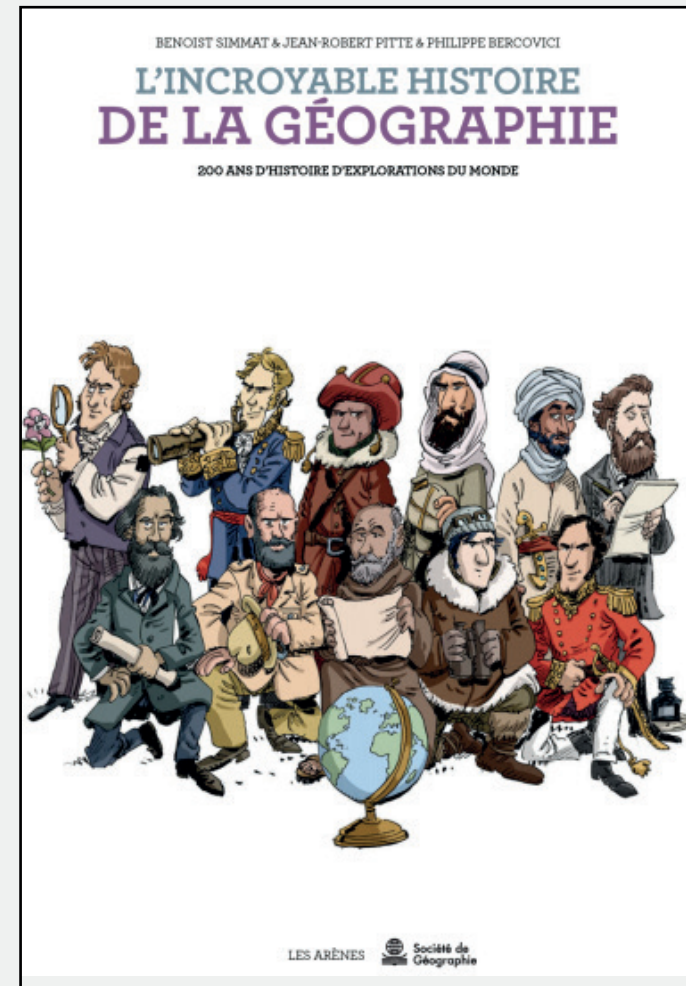 BENOIST SIMMAT & JEAN-ROBERT PITTE & PHILIPPE BERCOVICI
L'INCROYABLE HISTOIRE
DE LA GÉOGRAPHIE
200 ANS D'HISTOIRE D'EXPLORATIONS DU MONDE
LES ARÈNES
Société de
Géographie